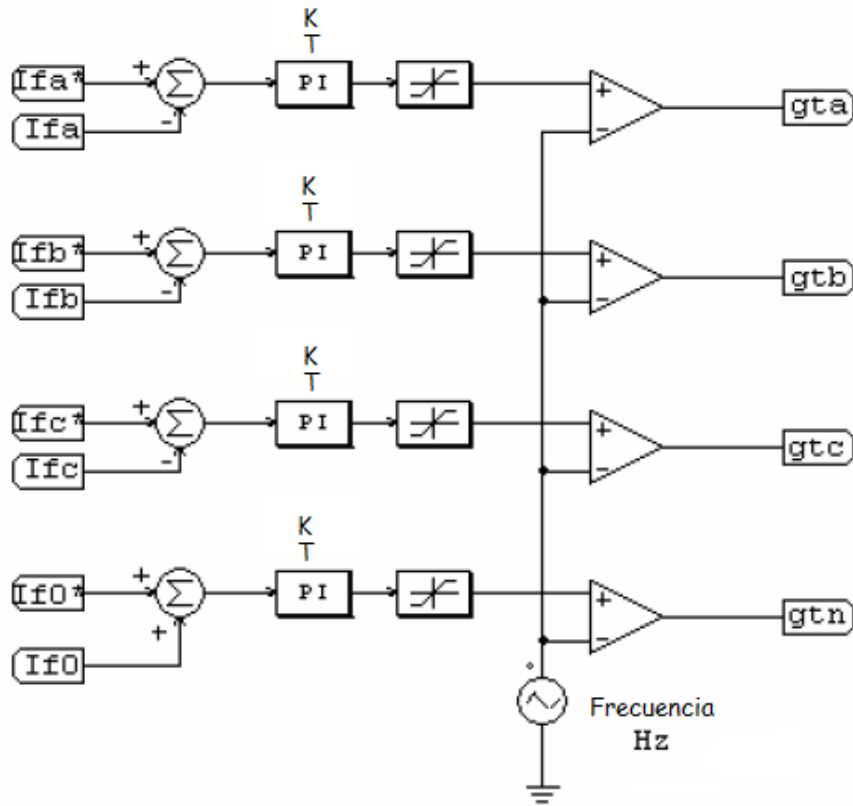 K
T
Ifa*
+
Σ
PI
+
gta
Ifa
-
-
K
T
Ifb*
+
Σ
PI
+
gtb
Ifb
-
-
K
T
Ifc*
+
Σ
PI
+
gtc
Ifc
-
-
K
T
If0*
+
Σ
PI
+
gtn
If0
+
-
Frecuencia
Hz